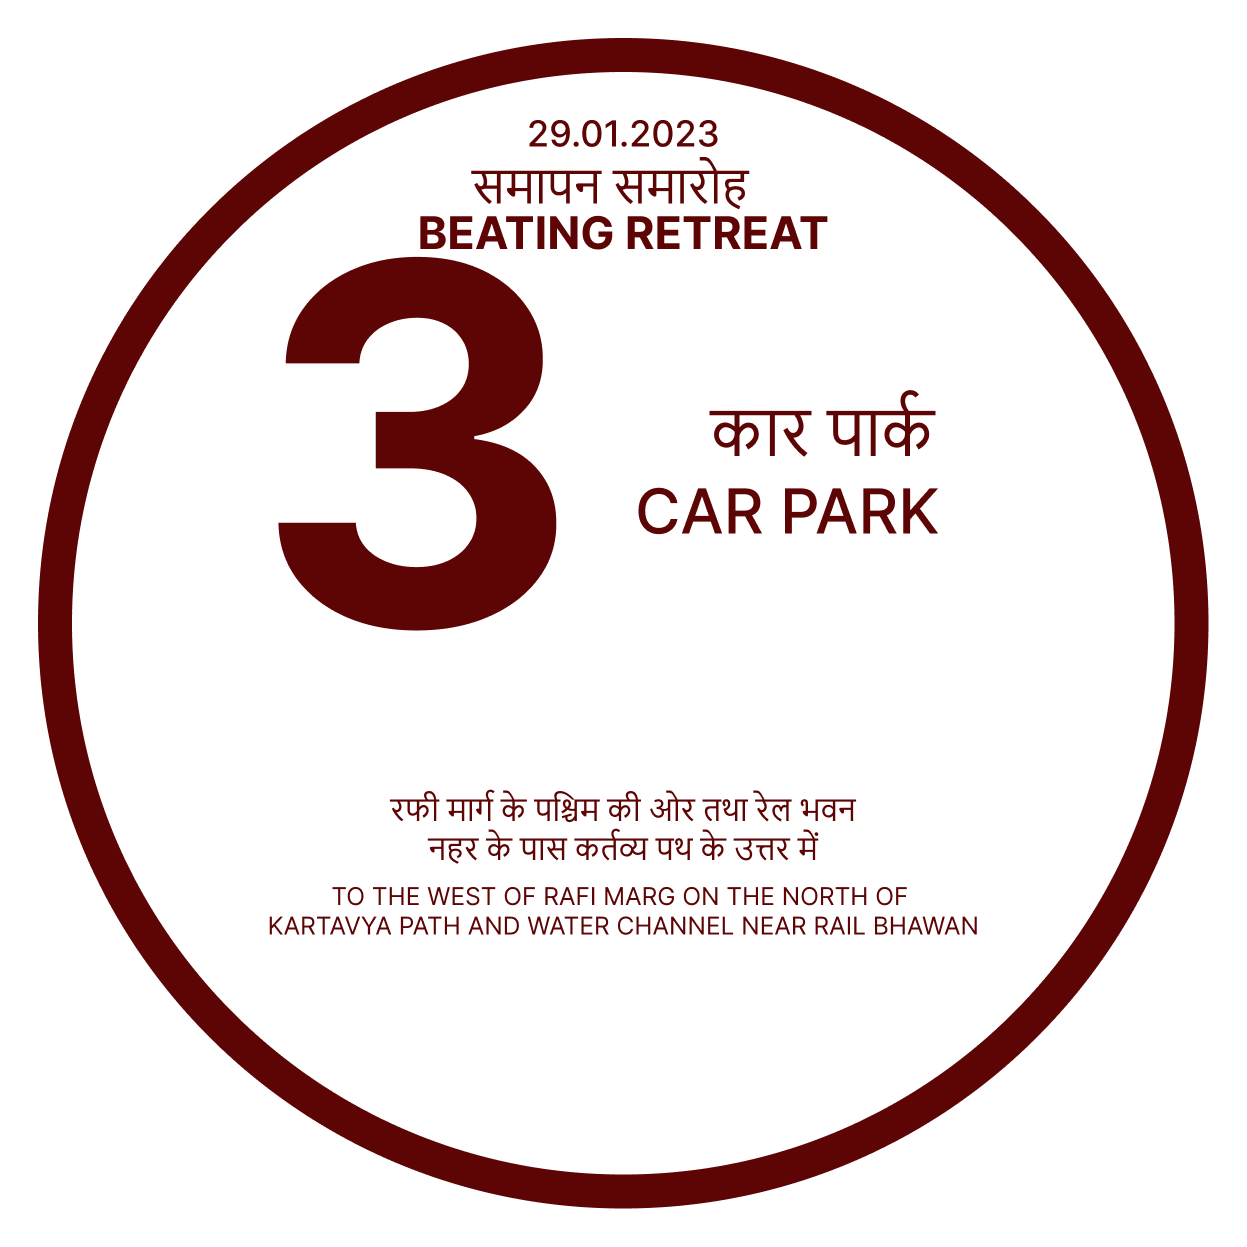 29.01.2023
समापन समारोह
BEATING RETREAT
3
कार पार्क
CAR PARK
रफी मार्ग के पश्चिम की ओर तथा रेल भवन
नहर के पास कर्तव्य पथ के उत्तर में
TO THE WEST OF RAFI MARG ON THE NORTH OF
KARTAVYA PATH AND WATER CHANNEL NEAR RAIL BHAWAN